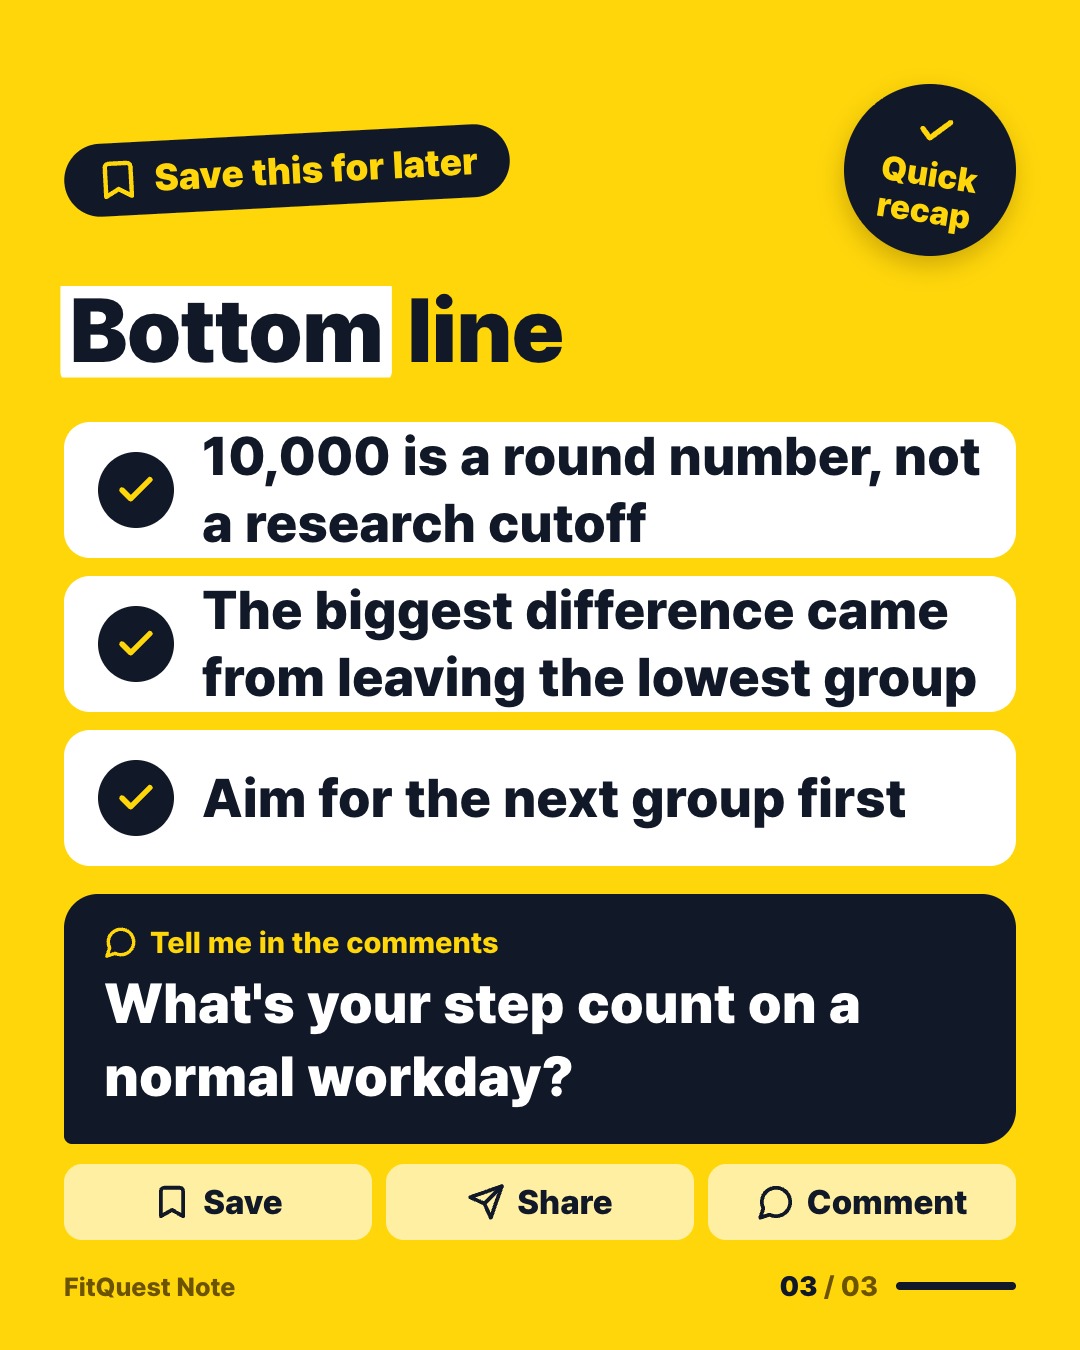 Save this for later
Quick
recap
Bottom line
10,000 is a round number, not
a research cutoff
The biggest difference came
from leaving the lowest group
Aim for the next group first
Tell me in the comments
What's your step count on a
normal workday?
Save
Share
Comment
FitQuest Note
03 / 03